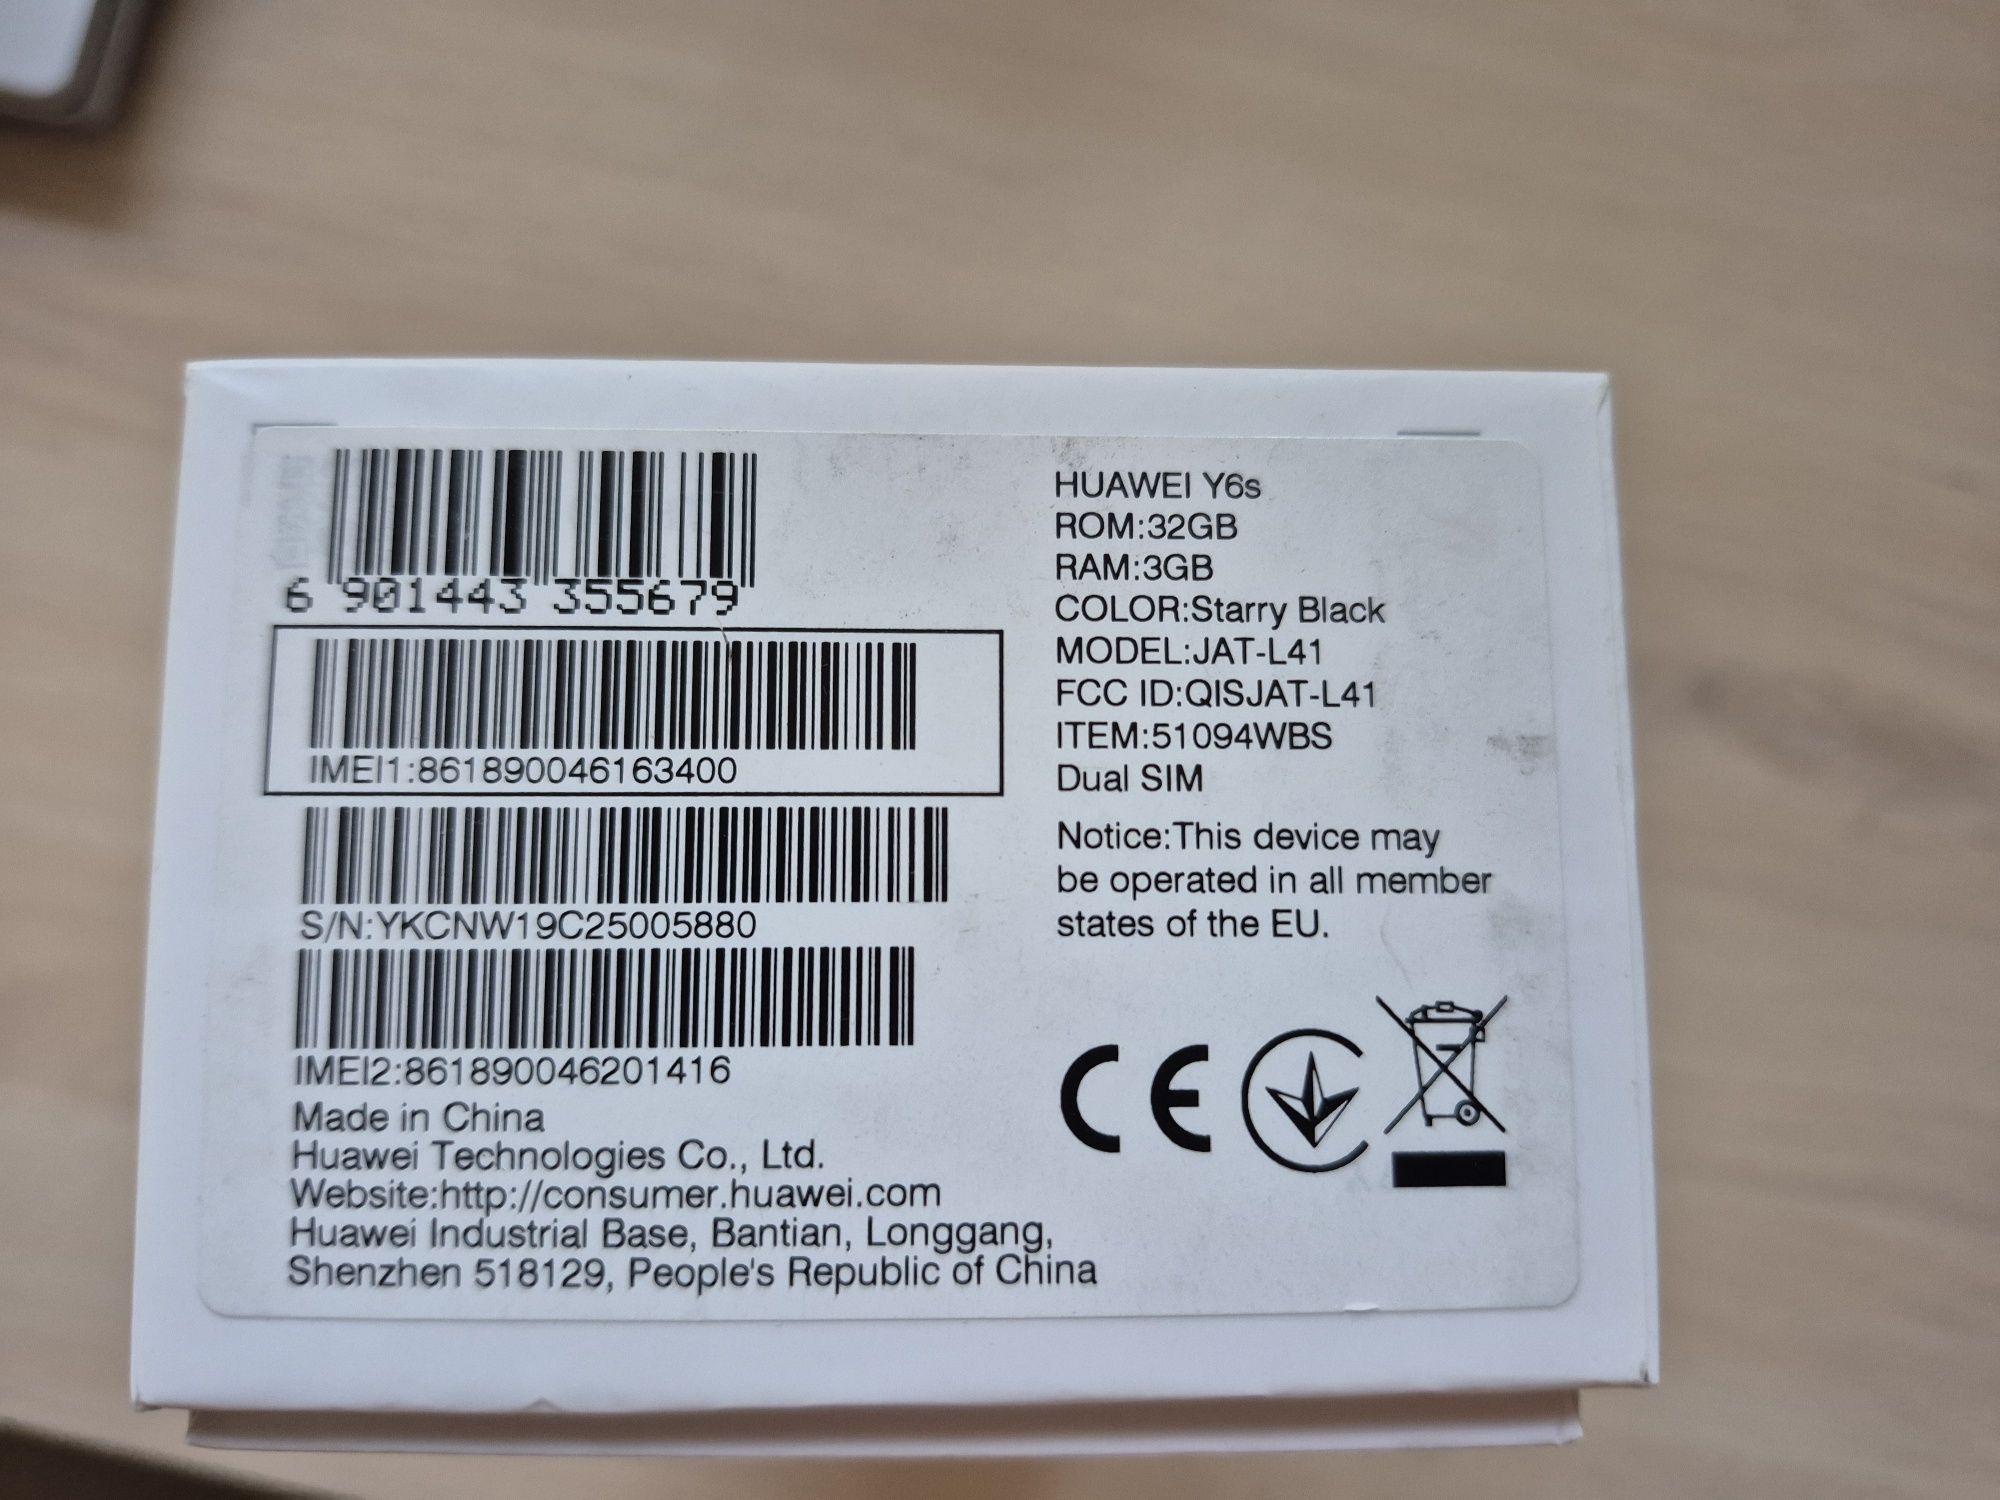 6 901443 355679
IMEI1:861890046163400
S/N:YKCNW19C25005880
IMEI2:861890046201416
Made in China
Huawei Technologies Co., Ltd.
Website:http://consumer.huawei.com
Huawei Industrial Base, Bantian, Longgang,
Shenzhen 518129, People's Republic of China
HUAWEI Y6s
ROM:32GB
RAM:3GB
COLOR:Starry Black
MODEL:JAT-L41
FCC ID:QISJAT-L41
ITEM:51094WBS
Dual SIM
Notice:This device may
be operated in all member
states of the EU.
CE